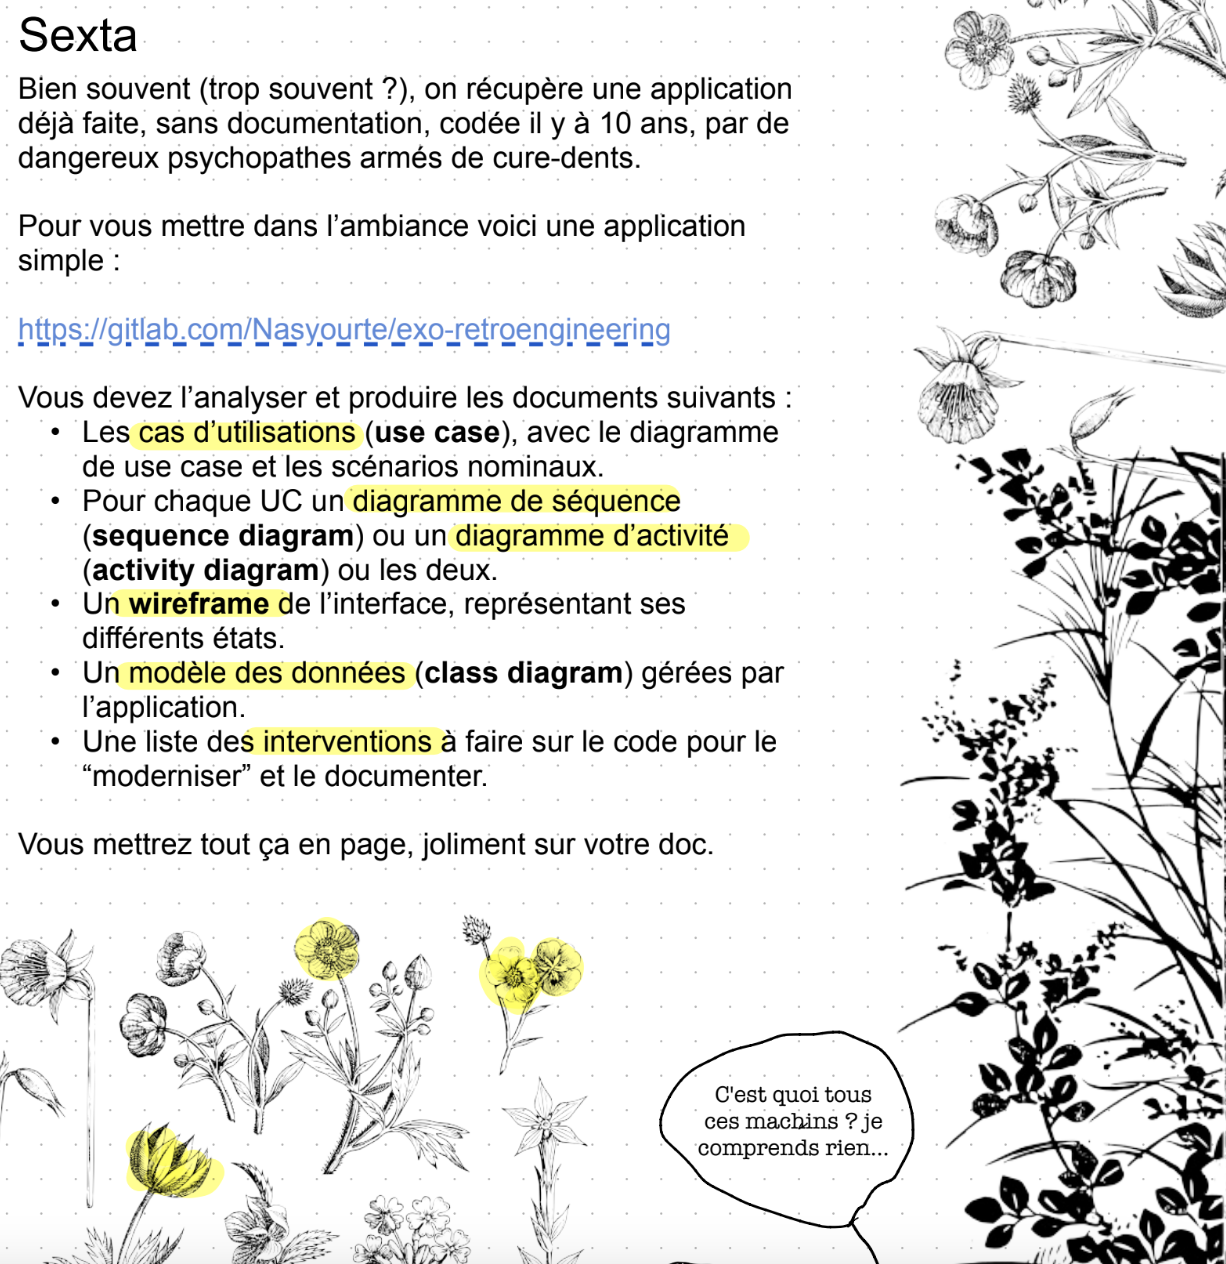 Sexta
Bien souvent (trop souvent ?), on récupère une application
déjà faite, sans documentation, codée il y à 10 ans, par de
dangereux psychopathes armés de cure-dents.
Pour vous mettre dans l’ambiance voici une application
simple :
https://gitlab.com/Nasyourte/exo-retroengineering
Vous devez l’analyser et produire les documents suivants :
• Les cas d’utilisations (use case), avec le diagramme
de use case et les scénarios nominaux.
• Pour chaque UC un diagramme de séquence
(sequence diagram) ou un diagramme d’activité
(activity diagram) ou les deux.
• Un wireframe de l’interface, représentant ses
différents états.
• Un modèle des données (class diagram) gérées par
l’application.
• Une liste des interventions à faire sur le code pour le
“moderniser” et le documenter.
Vous mettrez tout ça en page, joliment sur votre doc.
C'est quoi tous
ces machins ? je
comprends rien...